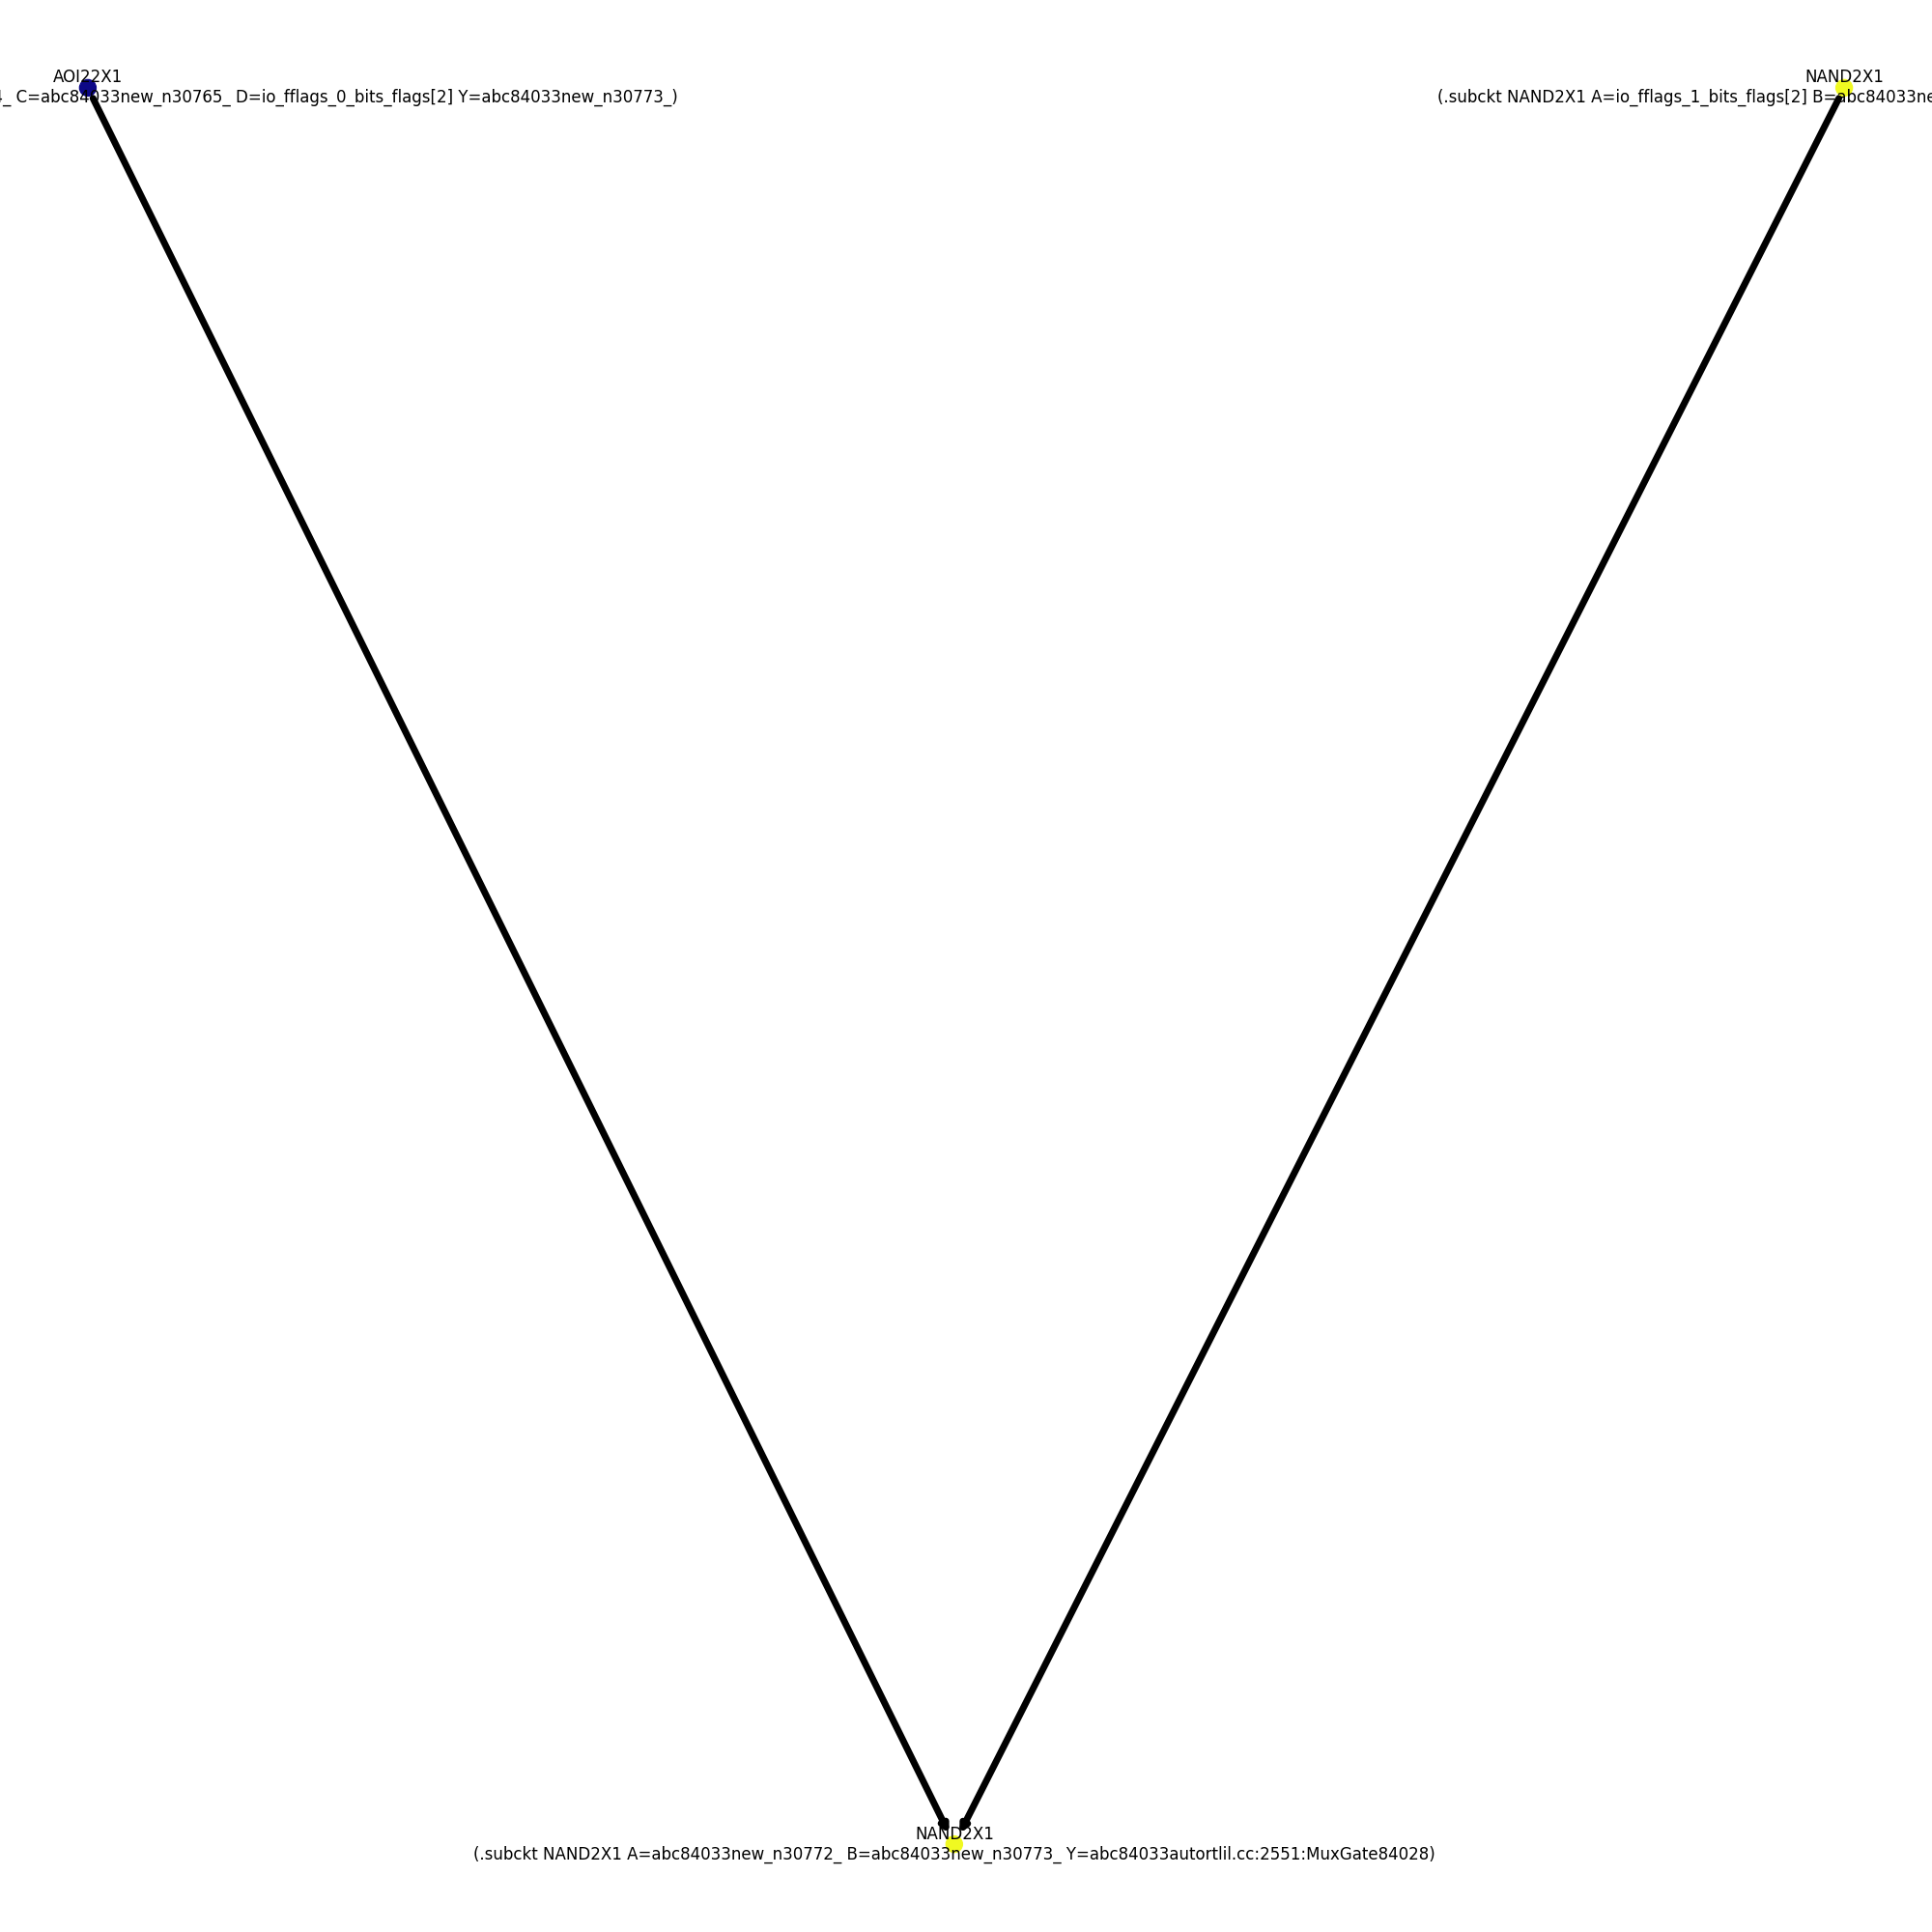 AOI22X1
C=abc84033new_n30765_ D=io_fflags_0_bits_flags[2] Y=abc84033new_n30773_)
NAND2X1
(.subckt NAND2X1 A=io_fflags_1_bits_flags[2] B=abc84033ne
NAND2X1
(.subckt NAND2X1 A=abc84033new_n30772_ B=abc84033new_n30773_ Y=abc84033autortlil.cc:2551:MuxGate84028)